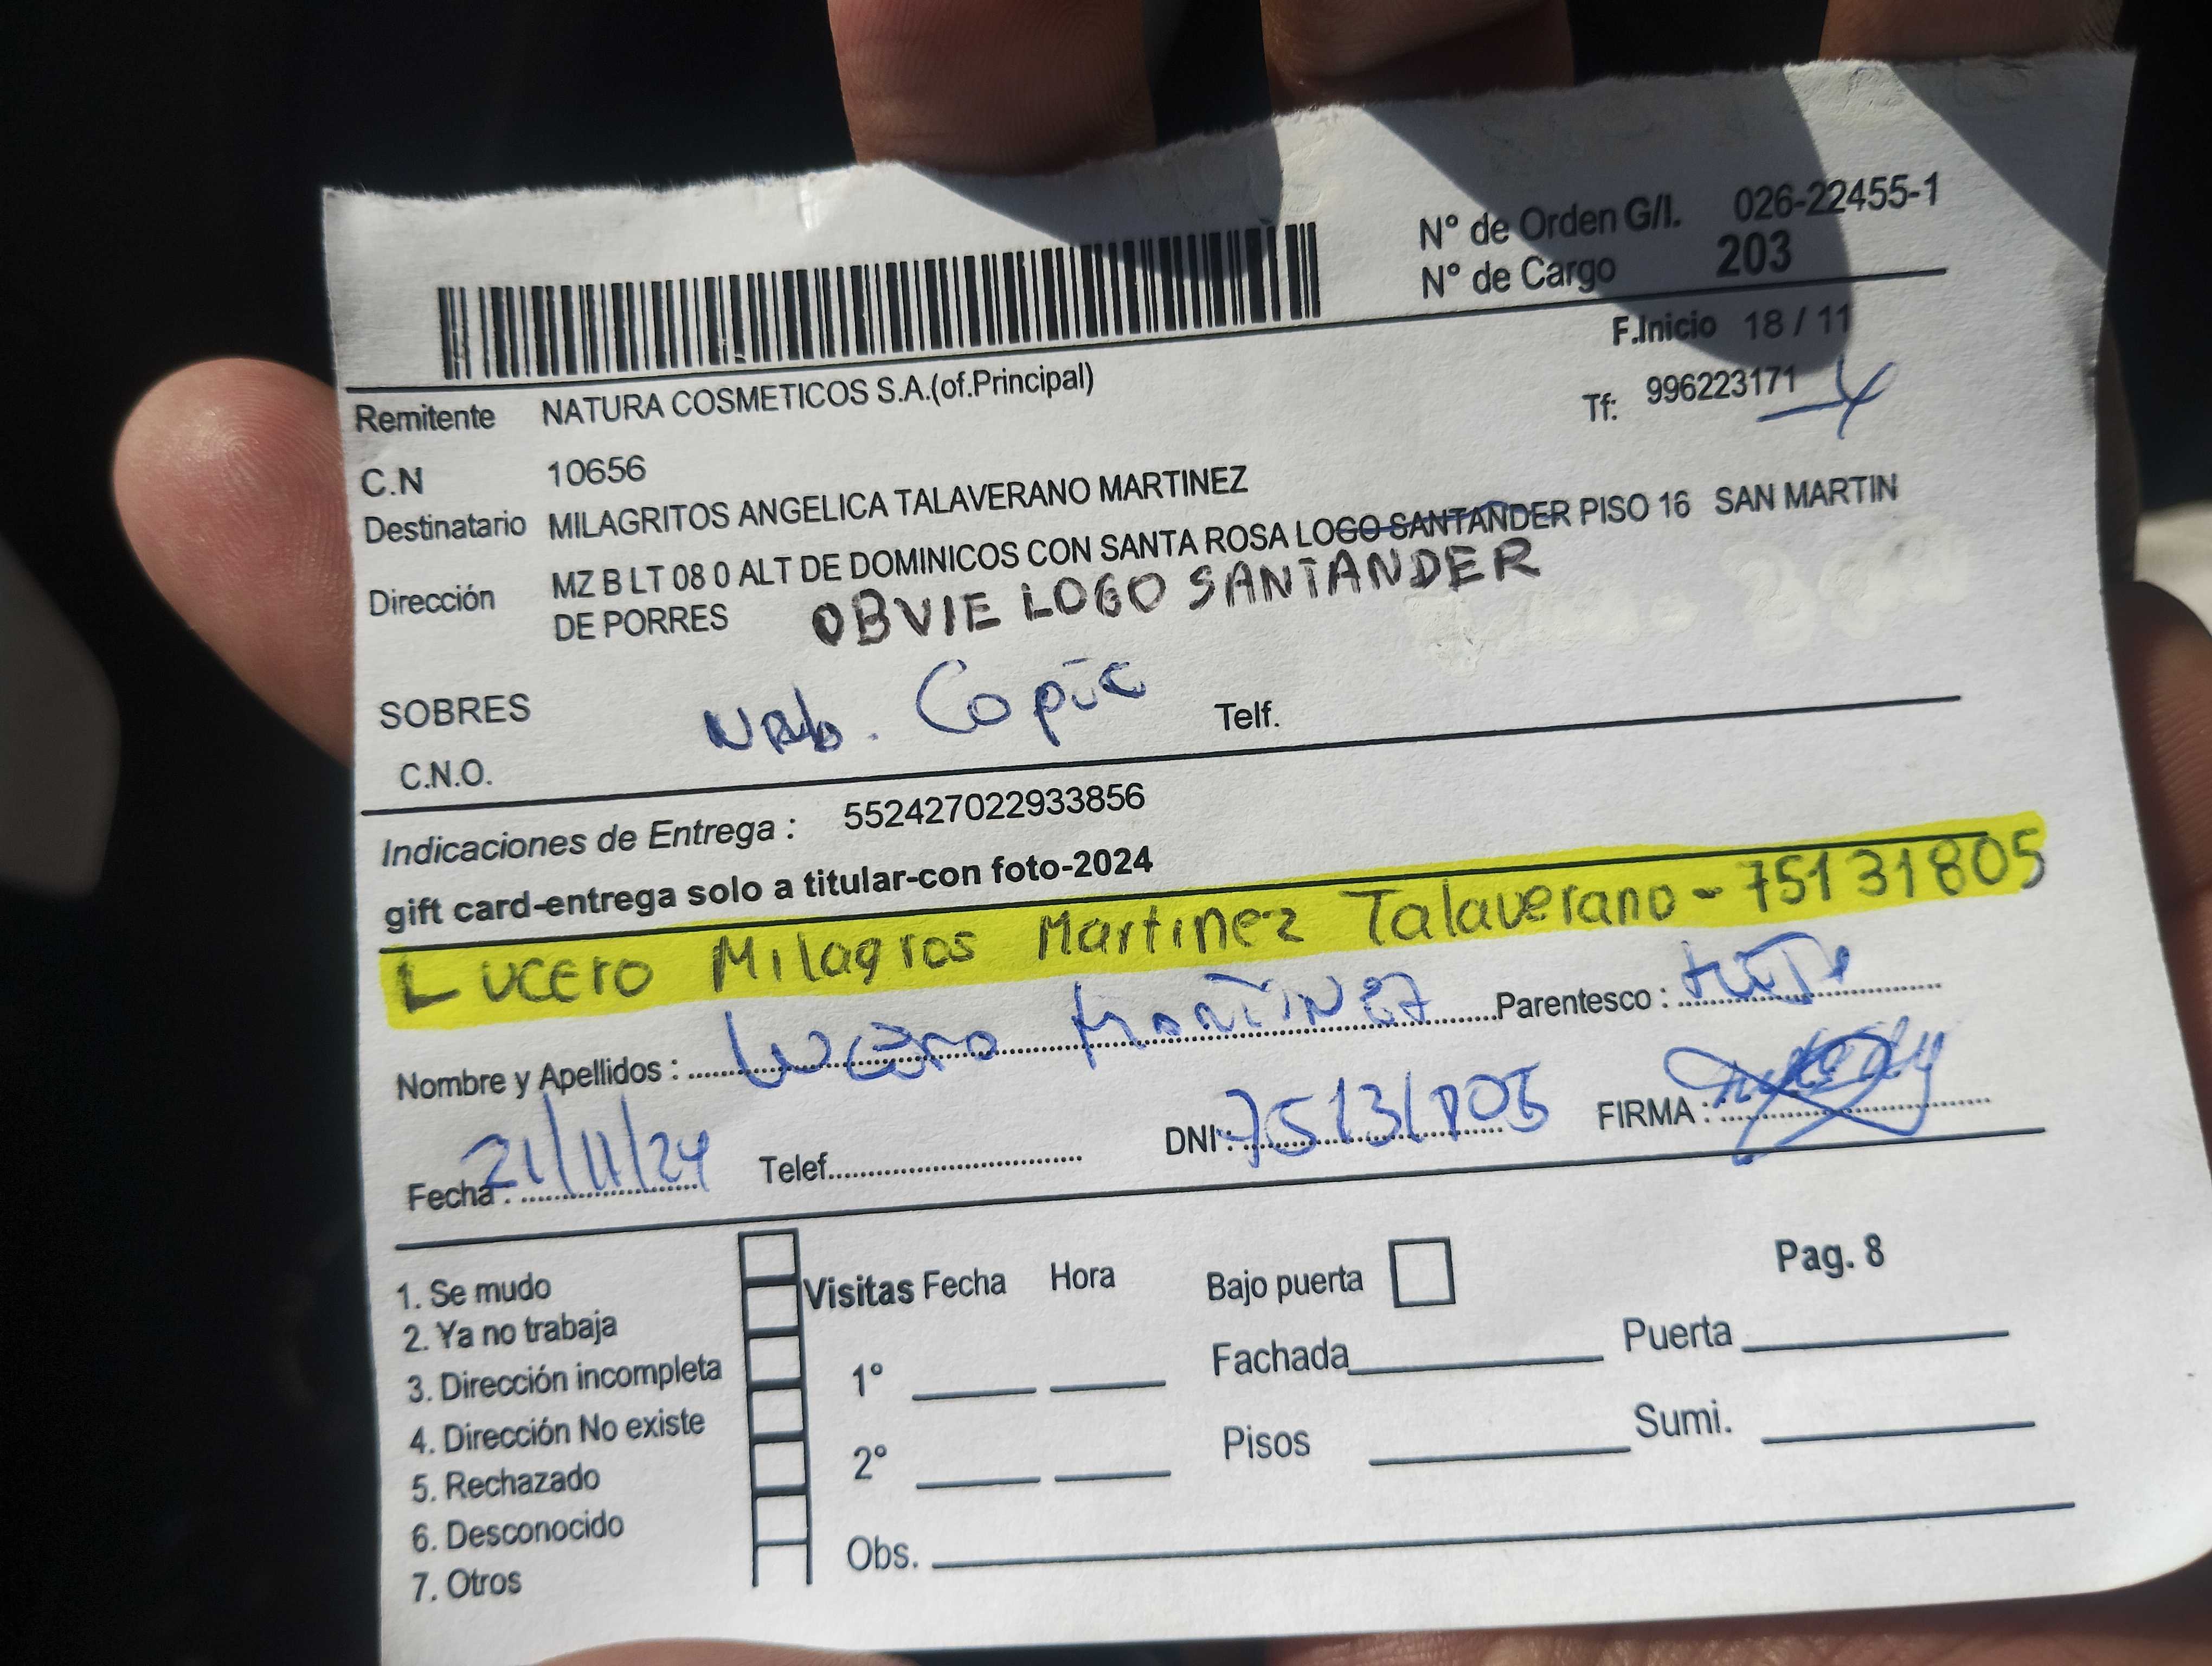 N° de Orden G/I. 026-22455-1
N° de Cargo 203
F.Inicio 18 / 11
Remitente NATURA COSMETICOS S.A.(of.Principal)
Tf: 996223171
C.N 10656
Destinatario MILAGRITOS ANGELICA TALAVERANO MARTINEZ
Dirección MZ B LT 08 0 ALT DE DOMINICOS CON SANTA ROSA LOGO SANTANDER PISO 16 SAN MARTIN
DE PORRES OBVIE LOGO SANTANDER
SOBRES
Copia Telf.
C.N.O.
Indicaciones de Entrega : 552427022933856
gift card-entrega solo a titular-con foto-2024
Lucero Milagros Martinez Talaverano - 75131805
Nombre y Apellidos : Lucero Martinez Parentesco :
Fecha : 21/11/24 Telef. DNI : 75131805 FIRMA :
1. Se mudo
2. Ya no trabaja
3. Dirección incompleta
4. Dirección No existe
5. Rechazado
6. Desconocido
7. Otros
Visitas Fecha Hora
1°
2°
Obs.
Bajo puerta Pag. 8
Fachada Puerta
Pisos Sumi.